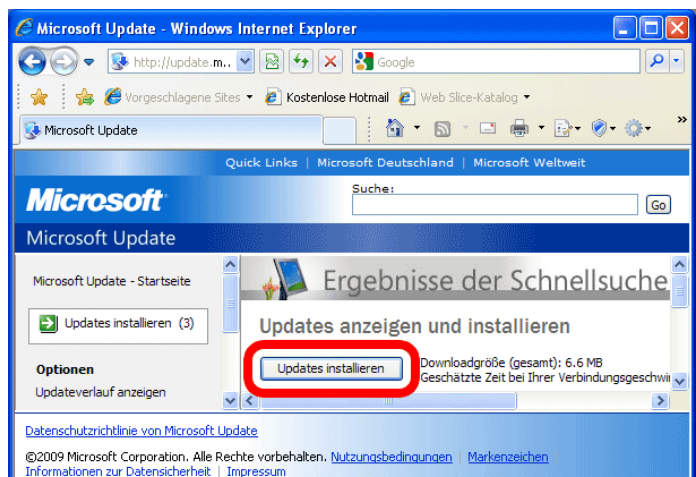 Microsoft Update - Windows Internet Explorer
http://update.m..
Google
Vorgeschlagene Sites
Kostenlose Hotmail
Web Slice-Katalog
Microsoft Update
»
Quick Links | Microsoft Deutschland | Microsoft Weltweit
Microsoft
Suche:
Go
Microsoft Update
Microsoft Update - Startseite
Updates installieren (3)
Optionen
Updateverlauf anzeigen
Ergebnisse der Schnellsuche
Updates anzeigen und installieren
Updates installieren
Downloadgröße (gesamt): 6.6 MB
Geschätzte Zeit bei Ihrer
Datenschutzrichtlinie von Microsoft Update
©2009 Microsoft Corporation. Alle Rechte vorbehalten. Nutzungsbedingungen | Markenzeichen
Informationen zur Datensicherheit | Impressum